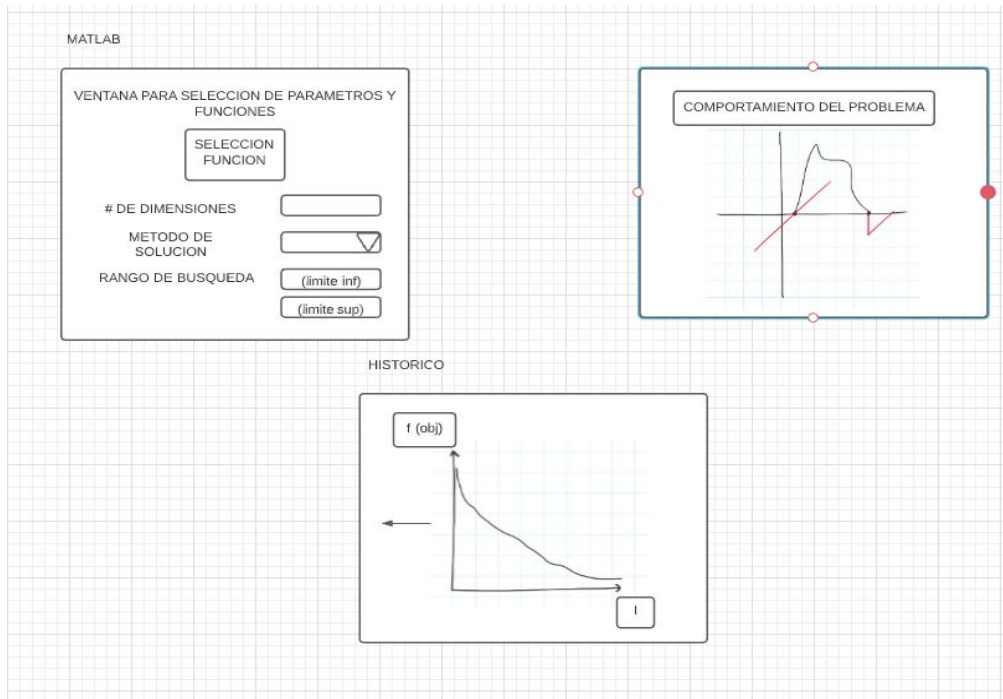 MATLAB
VENTANA PARA SELECCION DE PARAMETROS Y
FUNCIONES
SELECCION
FUNCION
# DE DIMENSIONES
METODO DE
SOLUCION
RANGO DE BUSQUEDA
(limite inf)
(limite sup)
COMPORTAMIENTO DEL PROBLEMA
HISTORICO
f (obj)
I